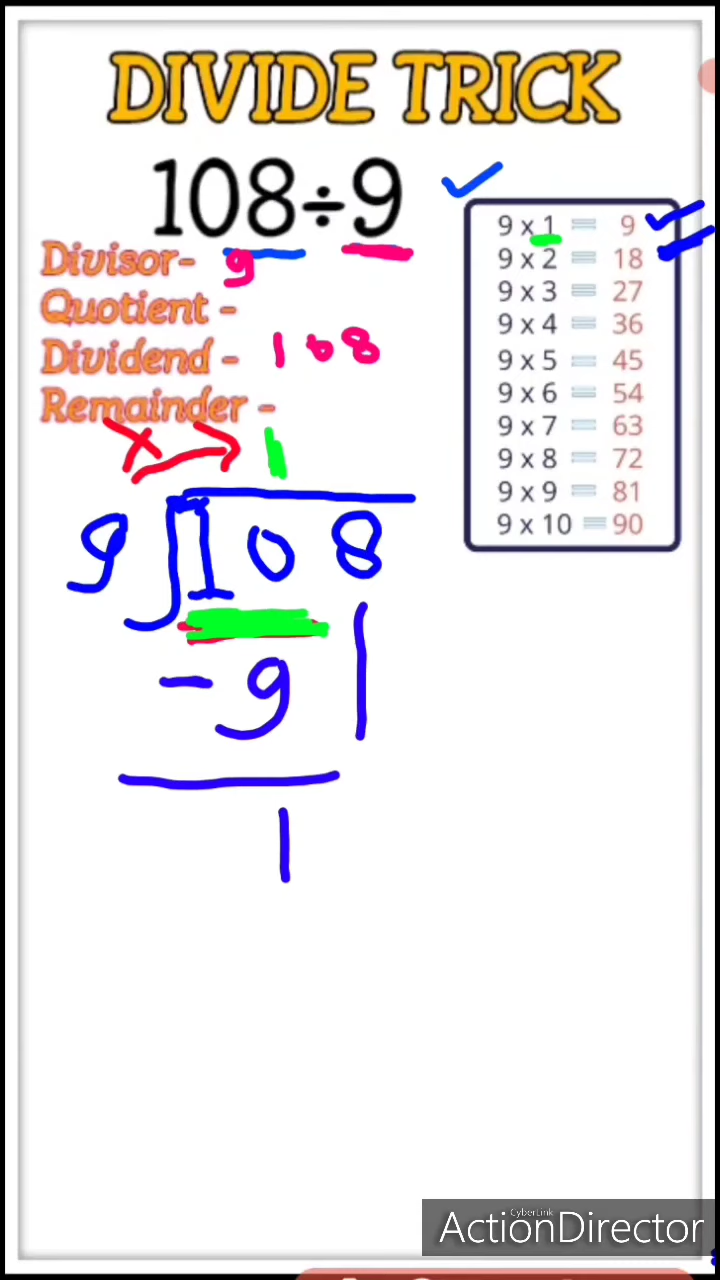 DIVIDE TRICK
108÷9
Divisor- 9
Quotient -
Dividend - 108
Remainder -
9 x 1 = 9
9 x 2 = 18
9 x 3 = 27
9 x 4 = 36
9 x 5 = 45
9 x 6 = 54
9 x 7 = 63
9 x 8 = 72
9 x 9 = 81
9 x 10 = 90
1
9 108
- 9
1
CyberLink
ActionDirector